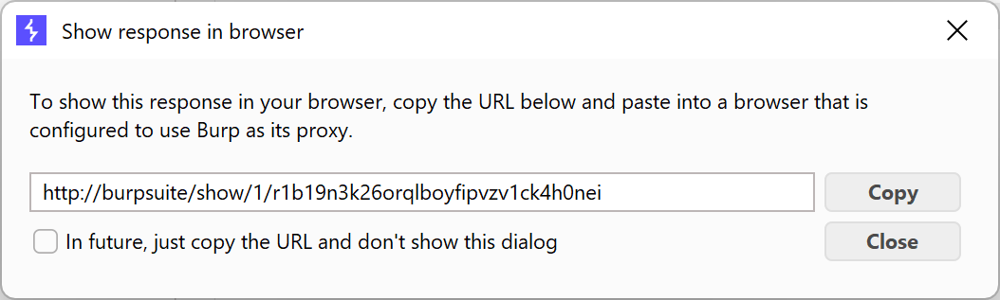 Show response in browser
To show this response in your browser, copy the URL below and paste into a browser that is
configured to use Burp as its proxy.
http://burpsuite/show/1/r1b19n3k26orqlboyfipvzv1ck4h0nei
Copy
In future, just copy the URL and don't show this dialog
Close